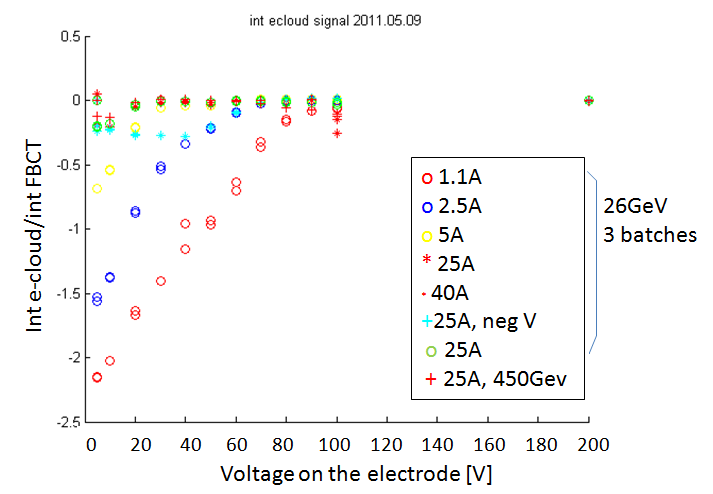 int ecloud signal 2011.05.09
Int e-cloud/int FBCT
0.5
0
-0.5
-1
-1.5
-2
-2.5
0 20 40 60 80 100 120 140 160 180 200
Voltage on the electrode [V]
1.1A
2.5A
5A
25A
40A
25A, neg V
25A
25A, 450Gev
26GeV
3 batches